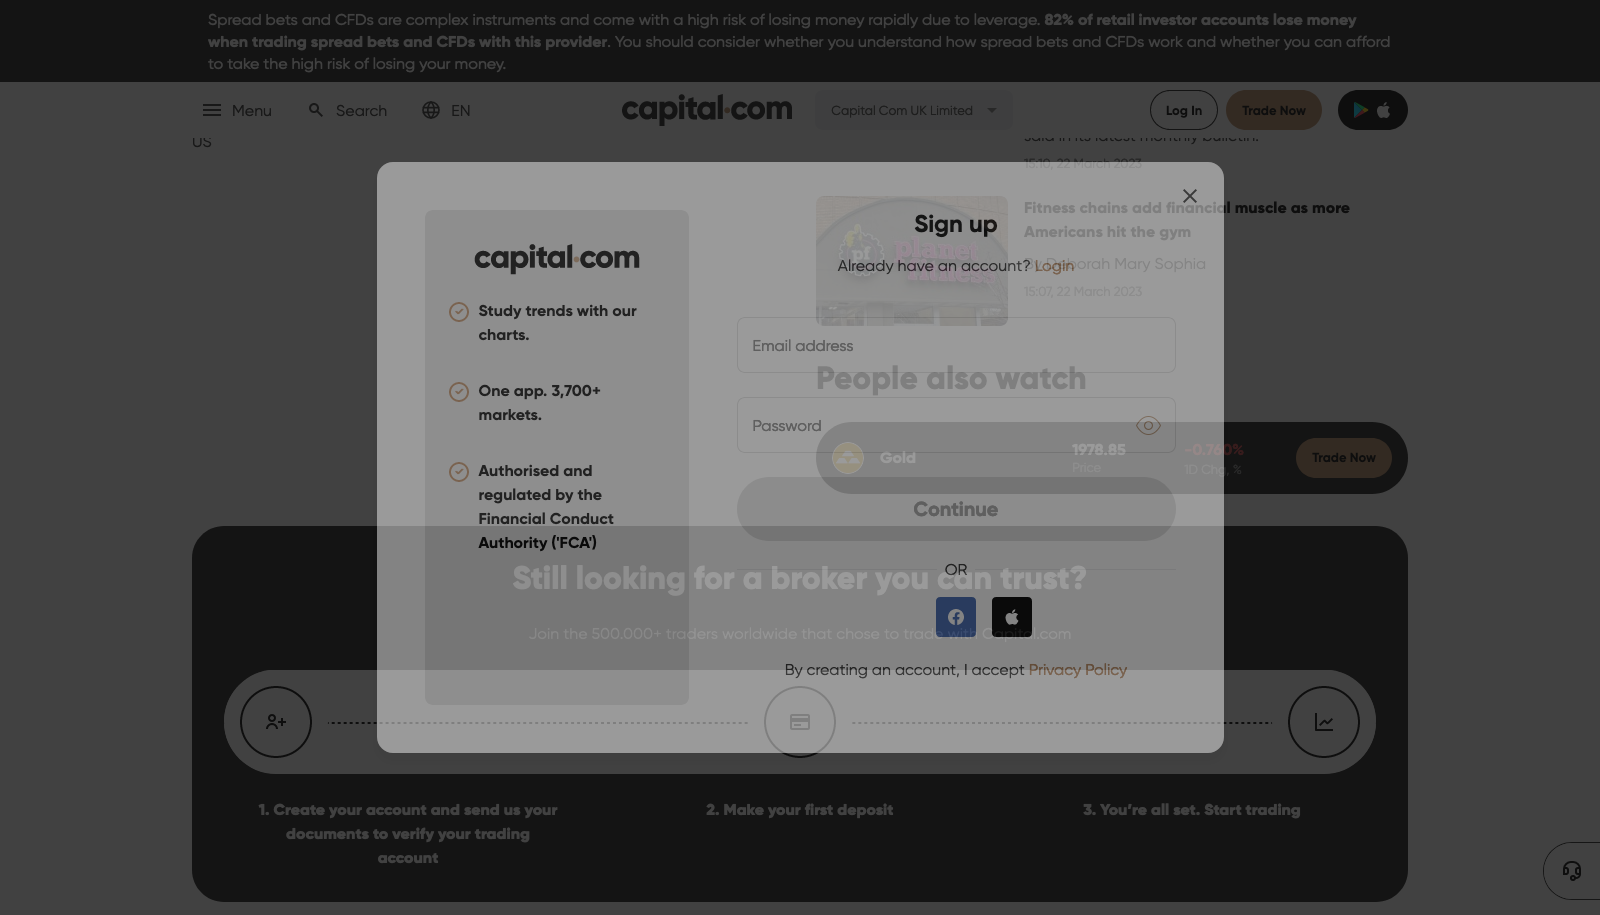 Spread bets and CFDs are complex instruments and come with a high risk of losing money rapidly due to leverage. 82% of retail investor accounts lose money
when trading spread bets and CFDs with this provider. You should consider whether you understand how spread bets and CFDs work and whether you can afford
to take the high risk of losing your money.
Menu
Search
EN
capital.com
Capital Com UK Limited
Log In
Trade Now
US
said in its latest monthly bulletin.
15:10, 22 March 2023
Fitness chains add financial muscle as more
Americans hit the gym
By Deborah Mary Sophia
15:07, 22 March 2023
pf
planet
fitness
People also watch
Gold
1978.85
Price
-0.760%
1D Chg, %
Trade Now
capital.com
Study trends with our
charts.
One app. 3,700+
markets.
Authorised and
regulated by the
Financial Conduct
Authority ('FCA')
Sign up
Already have an account? Login
Email address
Password
Continue
OR
By creating an account, I accept Privacy Policy
Still looking for a broker you can trust?
Join the 500.000+ traders worldwide that chose to trade with Capital.com
1. Create your account and send us your
documents to verify your trading
account
2. Make your first deposit
3. You’re all set. Start trading